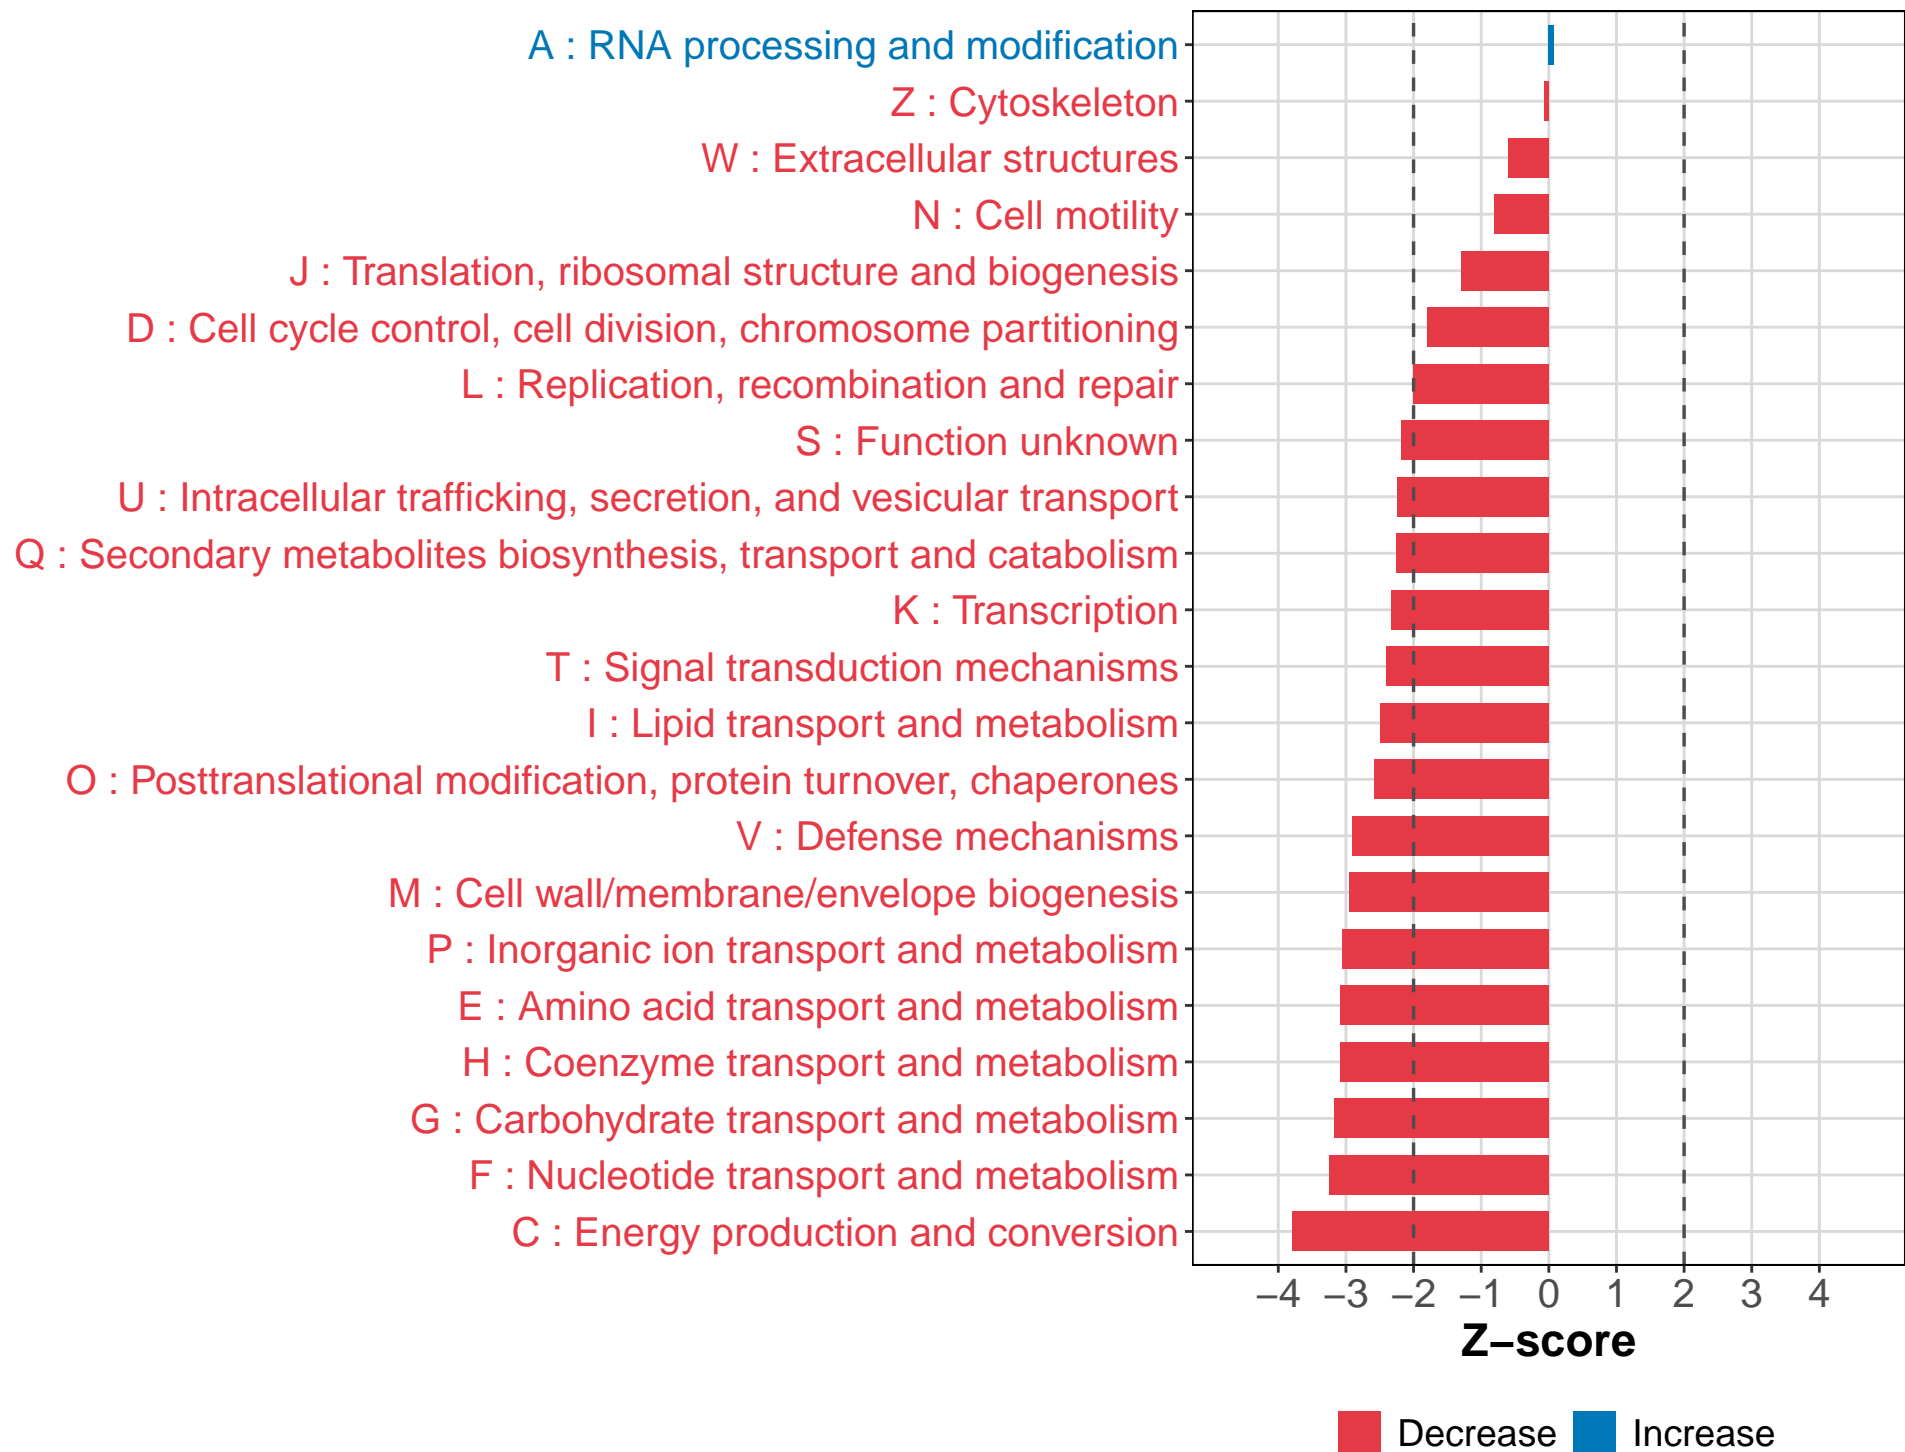 A : RNA processing and modification
Z : Cytoskeleton
W : Extracellular structures
N : Cell motility
J : Translation, ribosomal structure and biogenesis
D : Cell cycle control, cell division, chromosome partitioning
L : Replication, recombination and repair
S : Function unknown
U : Intracellular trafficking, secretion, and vesicular transport
Q : Secondary metabolites biosynthesis, transport and catabolism
K : Transcription
T : Signal transduction mechanisms
I : Lipid transport and metabolism
O : Posttranslational modification, protein turnover, chaperones
V : Defense mechanisms
M : Cell wall/membrane/envelope biogenesis
P : Inorganic ion transport and metabolism
E : Amino acid transport and metabolism
H : Coenzyme transport and metabolism
G : Carbohydrate transport and metabolism
F : Nucleotide transport and metabolism
C : Energy production and conversion
−4 −3 −2 −1 0 1 2 3 4
Z−score
Decrease Increase